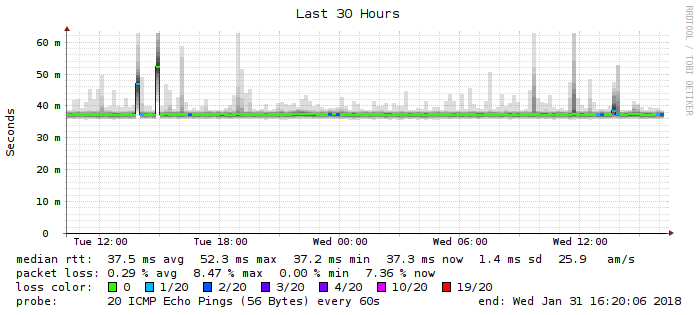 Last 30 Hours
RRDTOOL / TOBI OETIKER
Seconds
60 m
50 m
40 m
30 m
20 m
10 m
0
Tue 12:00 Tue 18:00 Wed 00:00 Wed 06:00 Wed 12:00
median rtt: 37.5 ms avg 52.3 ms max 37.2 ms min 37.3 ms now 1.4 ms sd 25.9 am/s
packet loss: 0.29 % avg 8.47 % max 0.00 % min 7.36 % now
loss color: 0 1/20 2/20 3/20 4/20 10/20 19/20
probe: 20 ICMP Echo Pings (56 Bytes) every 60s end: Wed Jan 31 16:20:06 2018